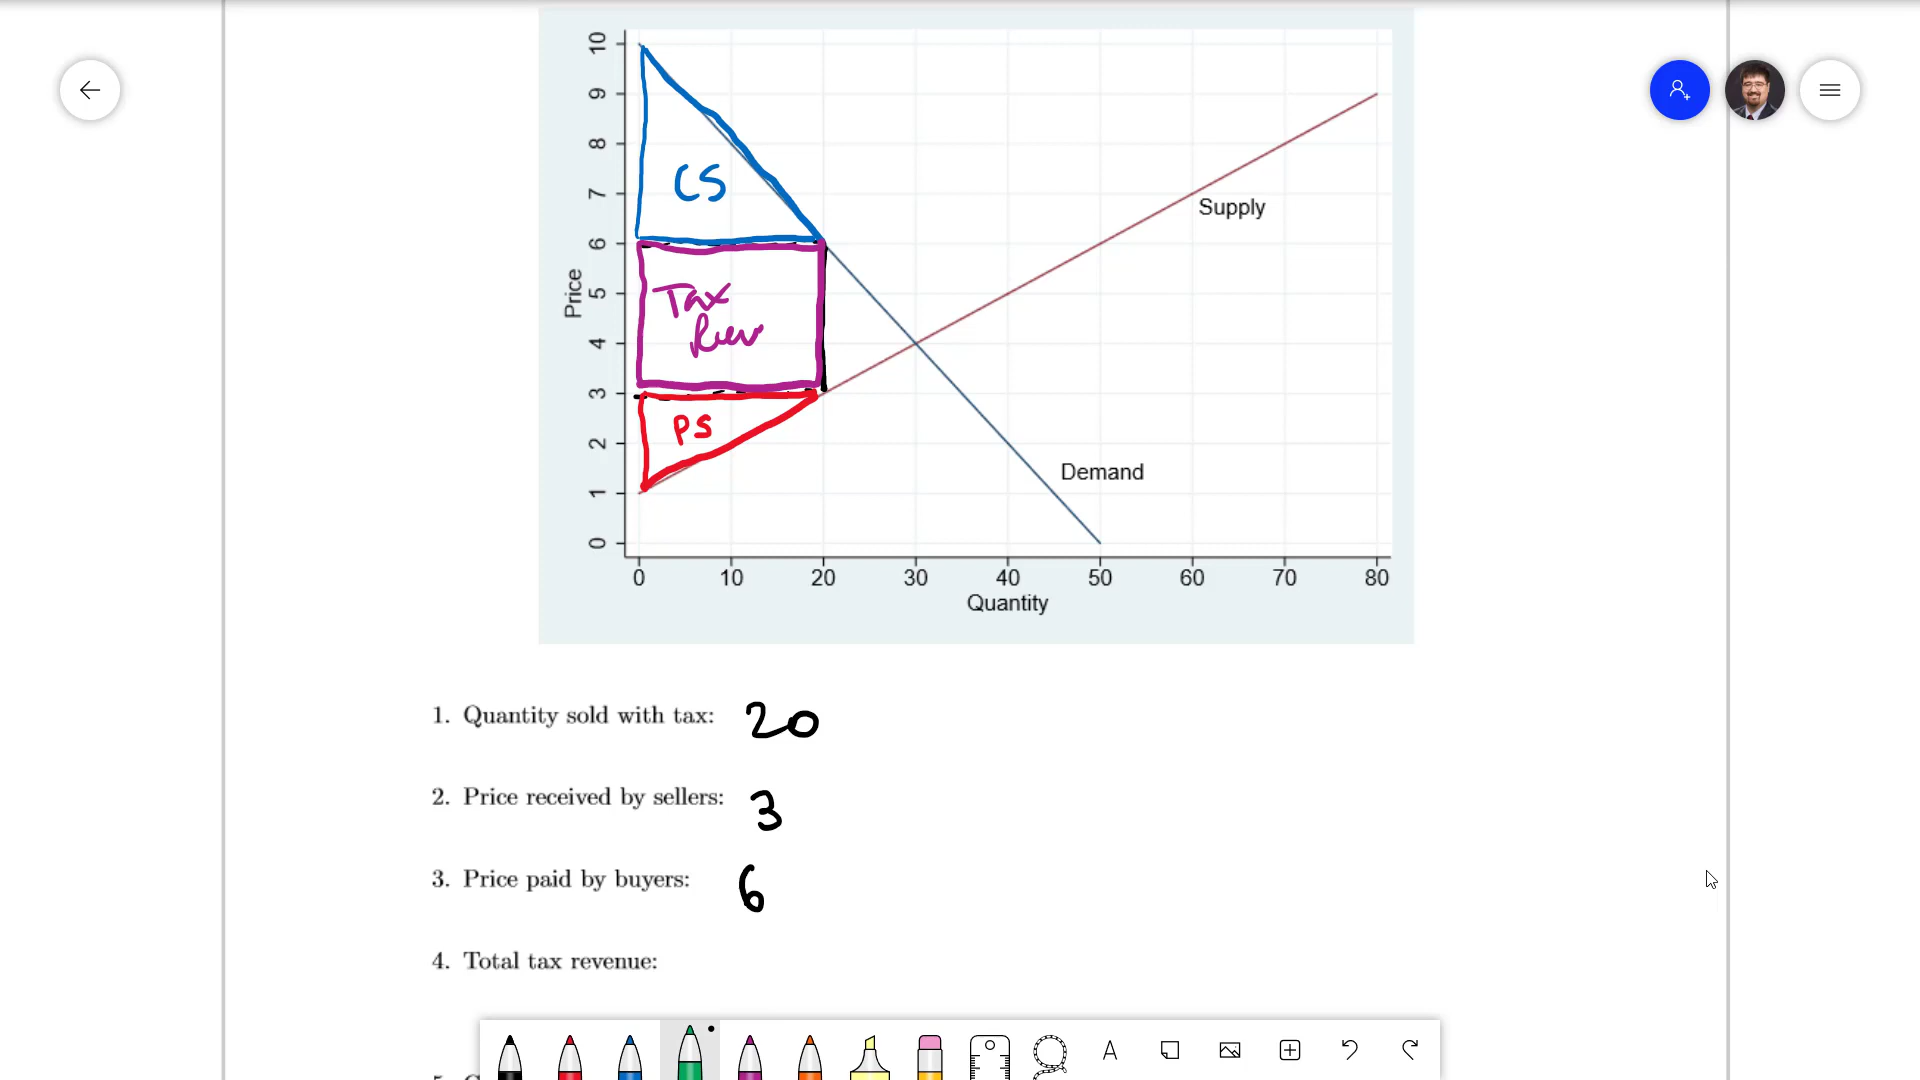 10
9
8
7
6
5
4
3
2
1
0
Price
CS
Tax
Rev
PS
Supply
Demand
0 10 20 30 40 50 60 70 80
Quantity
1. Quantity sold with tax: 20
2. Price received by sellers: 3
3. Price paid by buyers: 6
4. Total tax revenue:
A